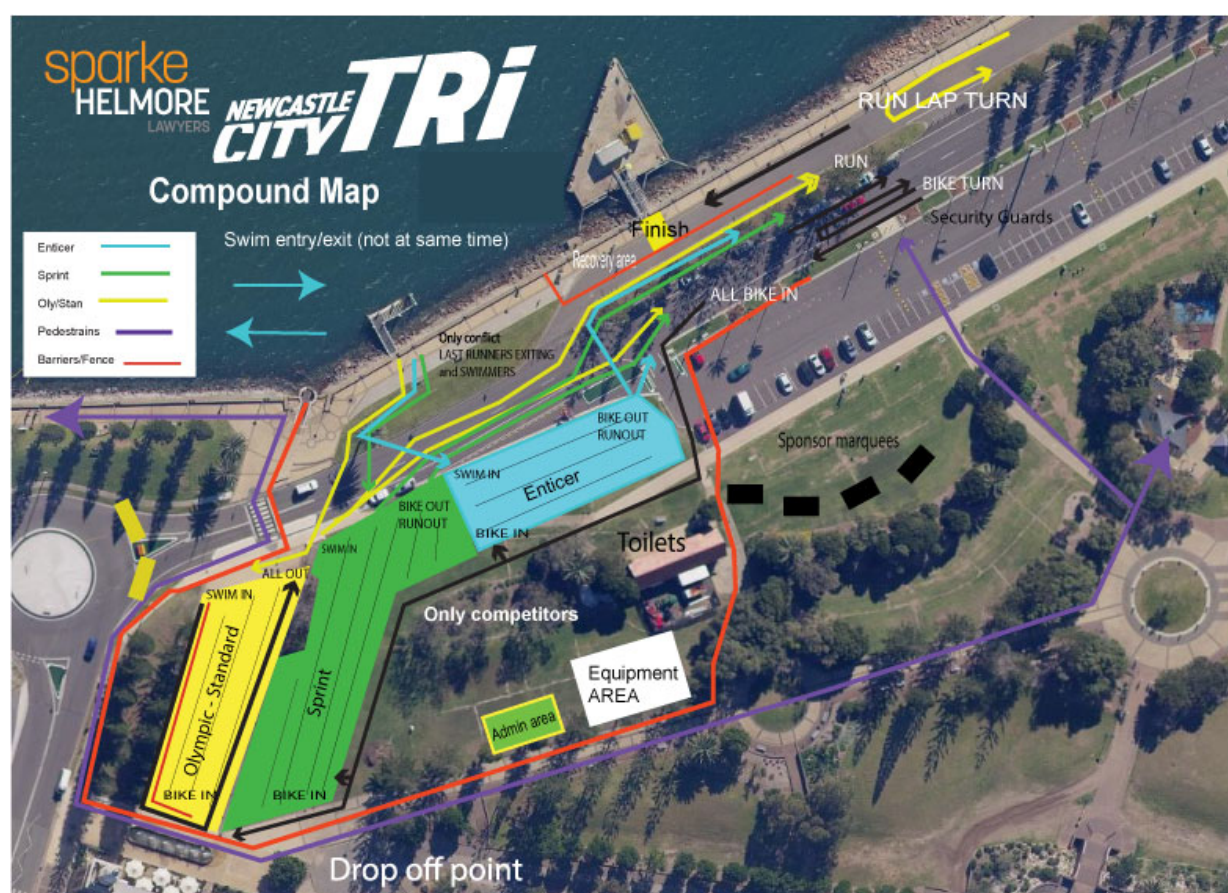 sparke
HELMORE
LAWYERS
NEWCASTLE
CITY TRi
Compound Map
Enticer
Sprint
Oly/Stan
Pedestrains
Barriers/Fence
Swim entry/exit (not at same time)
RUN LAP TURN
RUN
BIKE TURN
Security Guards
Finish
Recovery area
ALL BIKE IN
Only conflict
LAST RUNNERS EXITING
and SWIMMERS
BIKE OUT
RUNOUT
SWIM IN
Enticer
BIKE IN
Sponsor marquees
BIKE OUT
RUNOUT
SWIM IN
Toilets
ALL OUT
SWIM IN
Only competitors
Olympic - Standard
Sprint
Equipment
AREA
Admin area
BIKE IN
BIKE IN
Drop off point